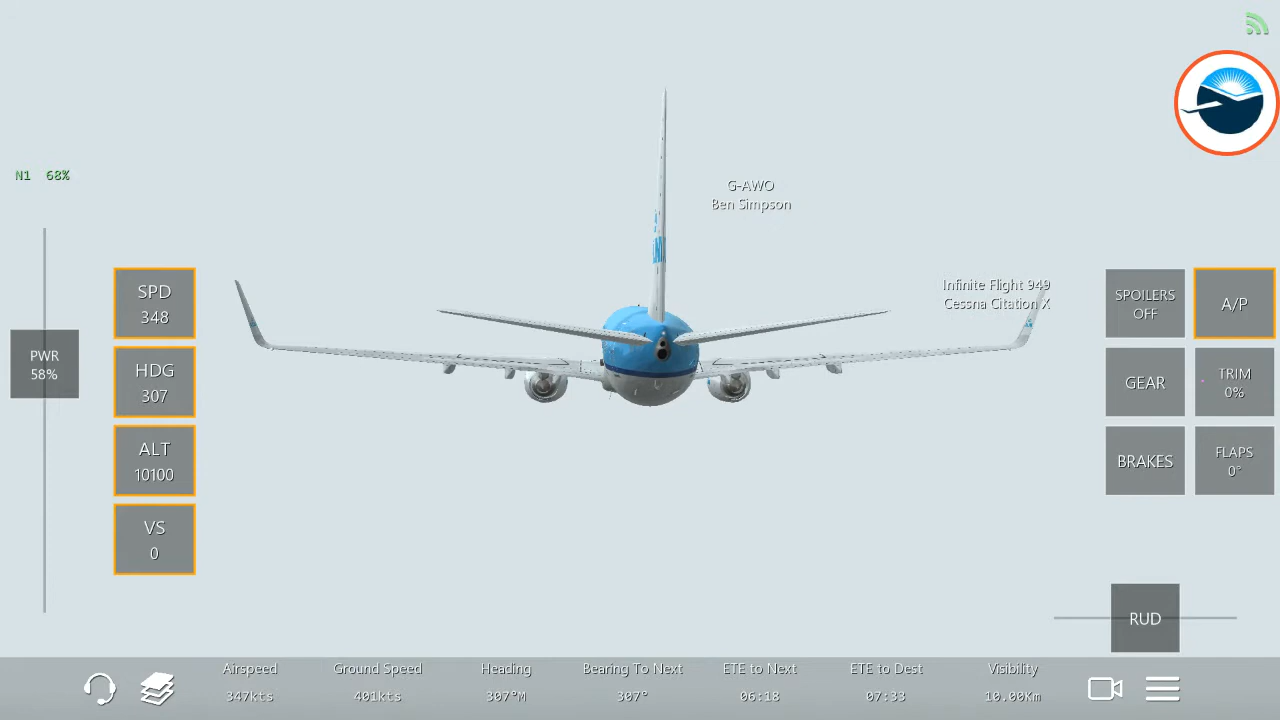 N1 68%
G-AWO
Ben Simpson
Infinite Flight 949
Cessna Citation X
SPD
348
HDG
307
ALT
10100
VS
0
PWR
58%
SPOILERS
OFF
A/P
GEAR
TRIM
0%
BRAKES
FLAPS
0°
RUD
Airspeed
347kts
Ground Speed
401kts
Heading
307°M
Bearing To Next
307°
ETE to Next
06:18
ETE to Dest
07:33
Visibility
10.00Km